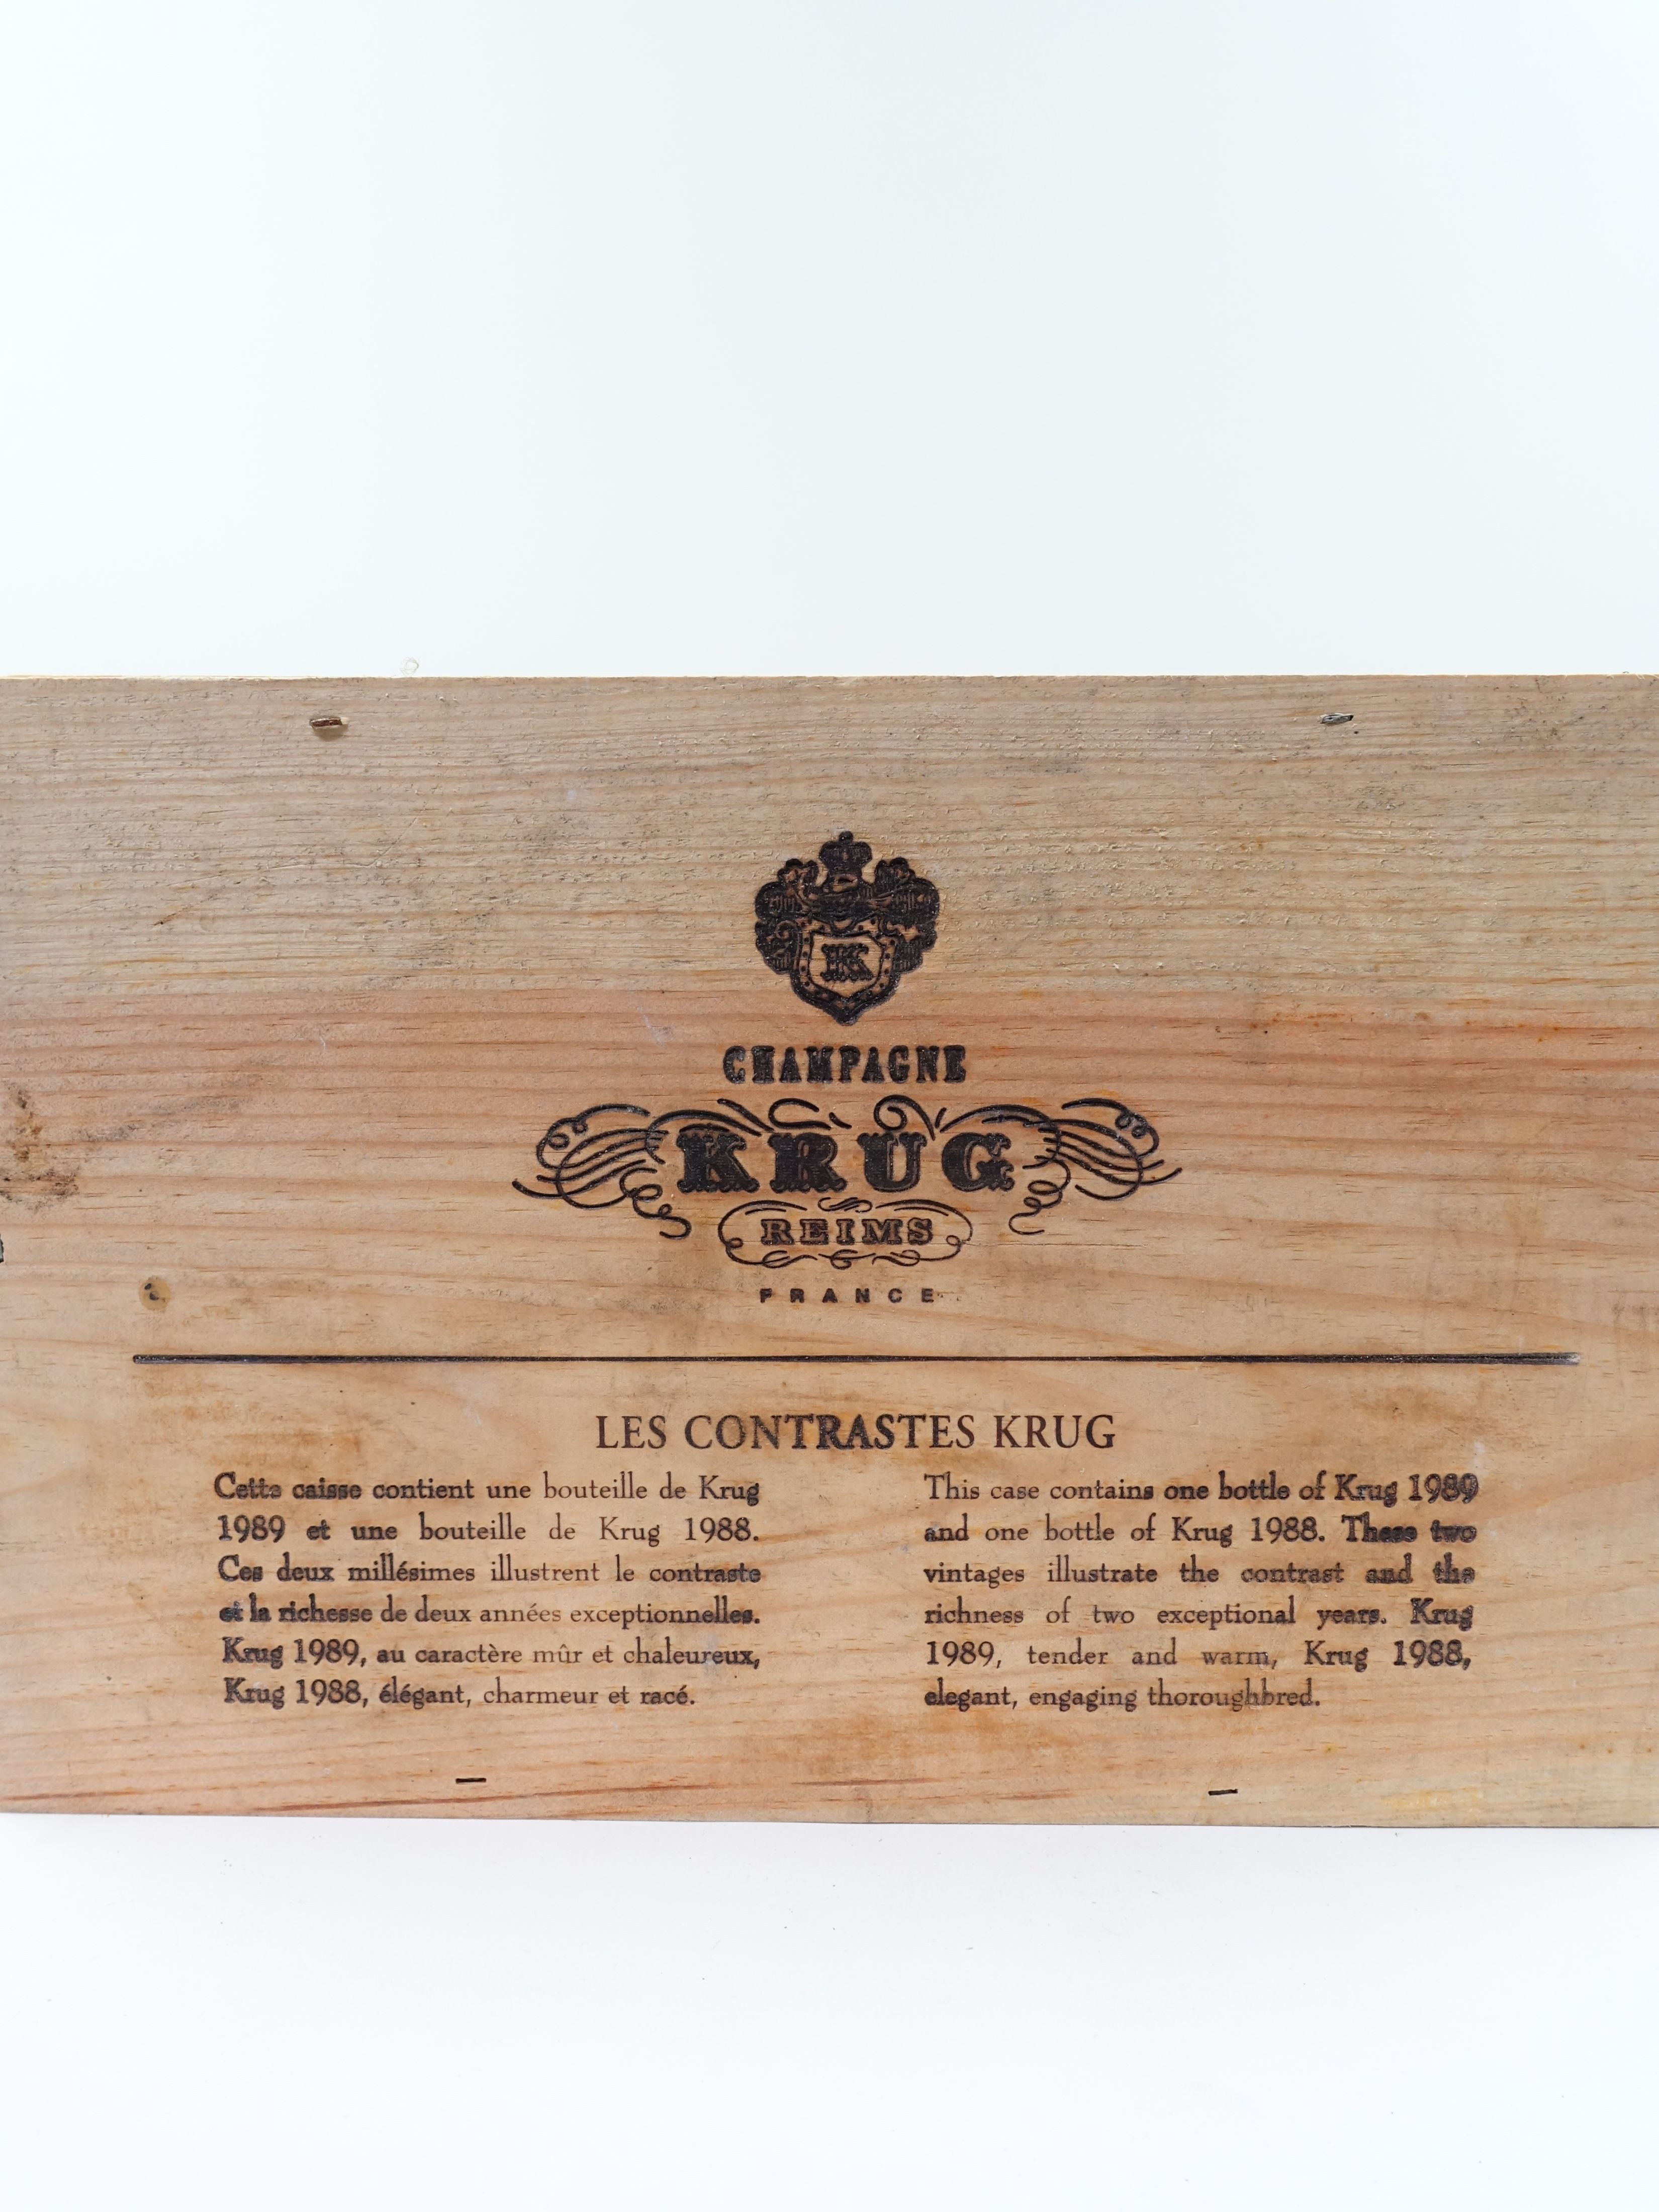 K
CHAMPAGNE
KRUG
REIMS
FRANCE
LES CONTRASTES KRUG
Cette caisse contient une bouteille de Krug
1989 et une bouteille de Krug 1988.
Ces deux millésimes illustrent le contraste
et la richesse de deux années exceptionnelles.
Krug 1989, au caractère mûr et chaleureux,
Krug 1988, élégant, charmeur et racé.
This case contains one bottle of Krug 1989
and one bottle of Krug 1988. These two
vintages illustrate the contrast and the
richness of two exceptional years. Krug
1989, tender and warm, Krug 1988,
elegant, engaging thoroughbred.